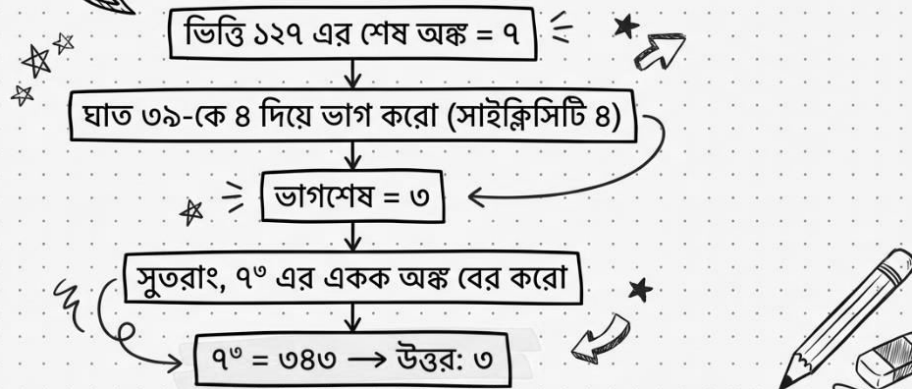 ভিত্তি ১২৭ এর শেষ অঙ্ক = ৭
ঘাত ৩৯-কে ৪ দিয়ে ভাগ করো (সাইক্লিসিটি ৪)
ভাগশেষ = ৩
সুতরাং, ৭³ এর একক অঙ্ক বের করো
৭³ = ৩৪৩ → উত্তর: ৩